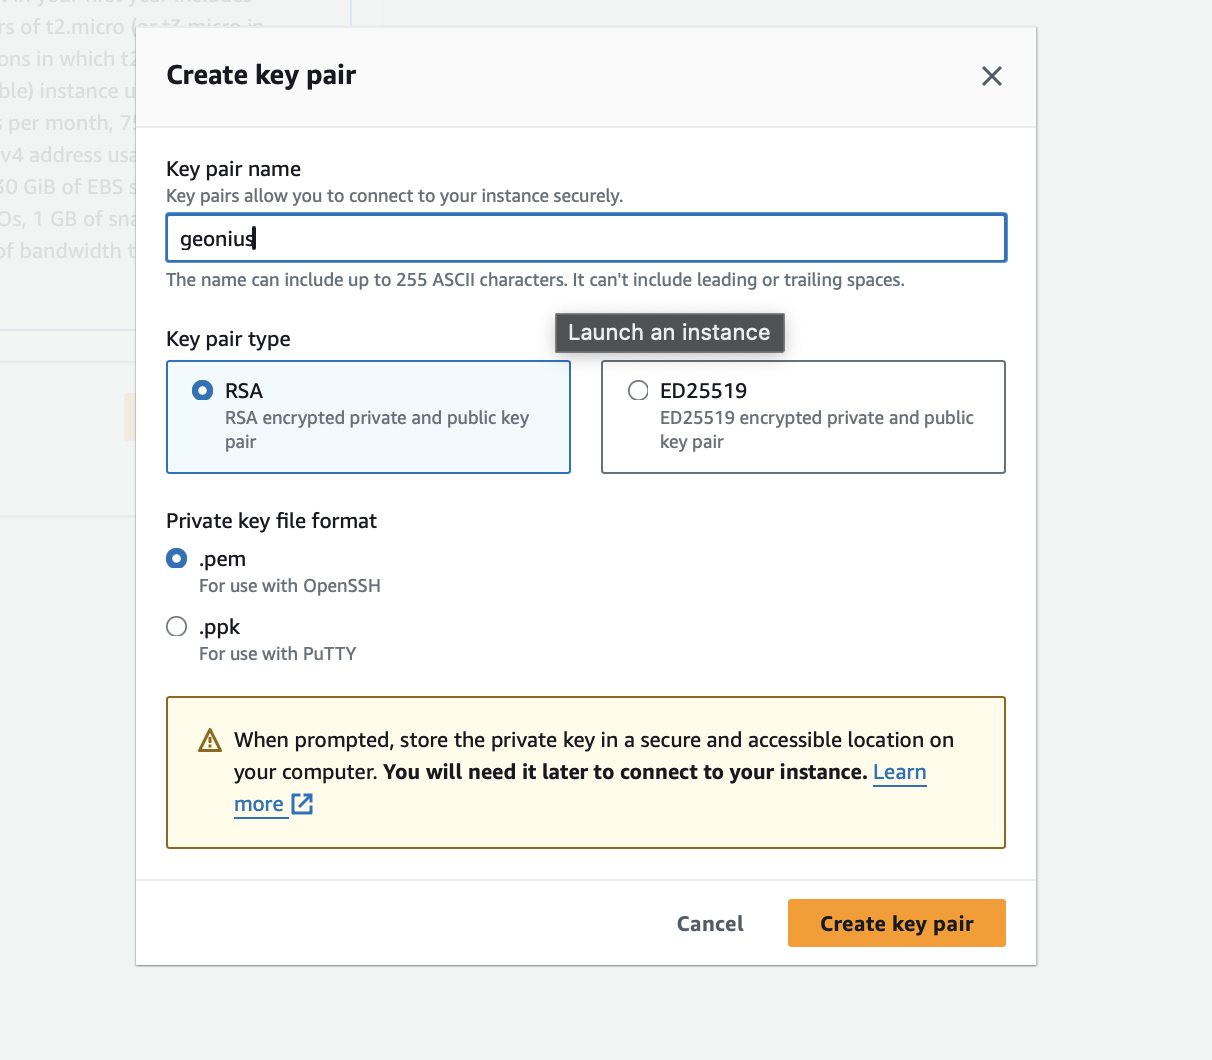 in your first year includes
rs of t2.micro (or t3.micro in
ons in which t2
ble) instance u
s per month, 75
v4 address usa
30 GiB of EBS s
Os, 1 GB of sna
of bandwidth t
Create key pair
Key pair name
Key pairs allow you to connect to your instance securely.
geonius
The name can include up to 255 ASCII characters. It can't include leading or trailing spaces.
Launch an instance
Key pair type
RSA
RSA encrypted private and public key
pair
ED25519
ED25519 encrypted private and public
key pair
Private key file format
.pem
For use with OpenSSH
.ppk
For use with PuTTY
When prompted, store the private key in a secure and accessible location on
your computer. You will need it later to connect to your instance. Learn
more
Cancel
Create key pair